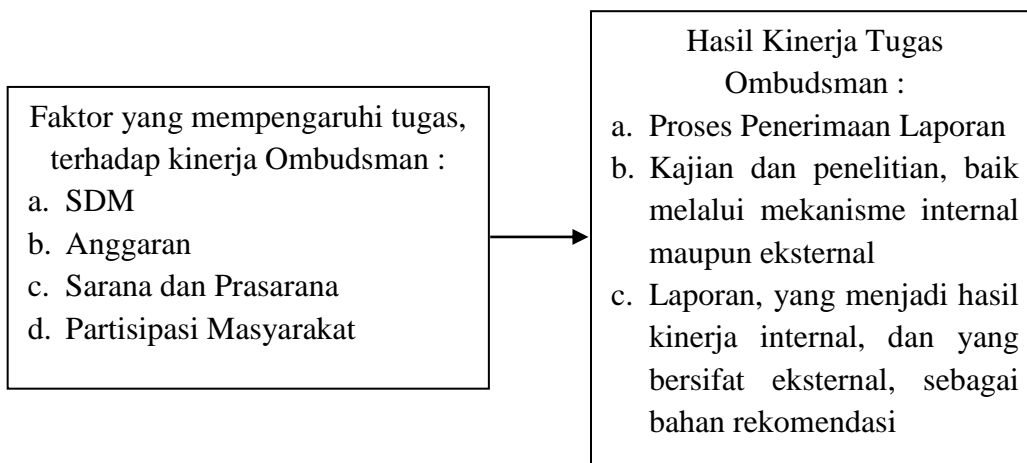 Faktor yang mempengaruhi tugas,
terhadap kinerja Ombudsman :
a. SDM
b. Anggaran
c. Sarana dan Prasarana
d. Partisipasi Masyarakat
Hasil Kinerja Tugas
Ombudsman :
a. Proses Penerimaan Laporan
b. Kajian dan penelitian, baik
melalui mekanisme internal
maupun eksternal
c. Laporan, yang menjadi hasil
kinerja internal, dan yang
bersifat eksternal, sebagai
bahan rekomendasi